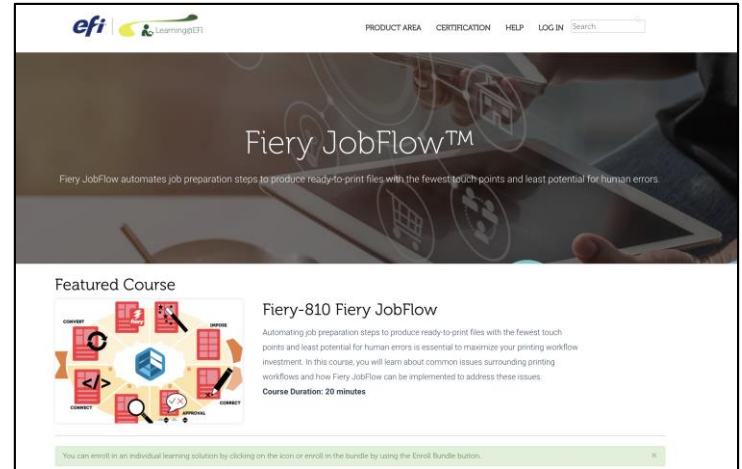 efi Learning@EFI PRODUCT AREA CERTIFICATION HELP LOG IN Search
Fiery JobFlow™
Fiery JobFlow automates job preparation steps to produce ready-to-print files with the fewest touch points and least potential for human errors.
Featured Course
CONVERT
fiery
IMPOSE
</>
CONNECT
APPROVAL
CORRECT
Fiery-810 Fiery JobFlow
Automating job preparation steps to produce ready-to-print files with the fewest touch
points and least potential for human errors is essential to maximize your printing workflow
investment. In this course, you will learn about common issues surrounding printing
workflows and how Fiery JobFlow can be implemented to address these issues.
Course Duration: 20 minutes
You can enroll in an individual learning solution by clicking on the icon or enroll in the bundle by using the Enroll Bundle button. ×